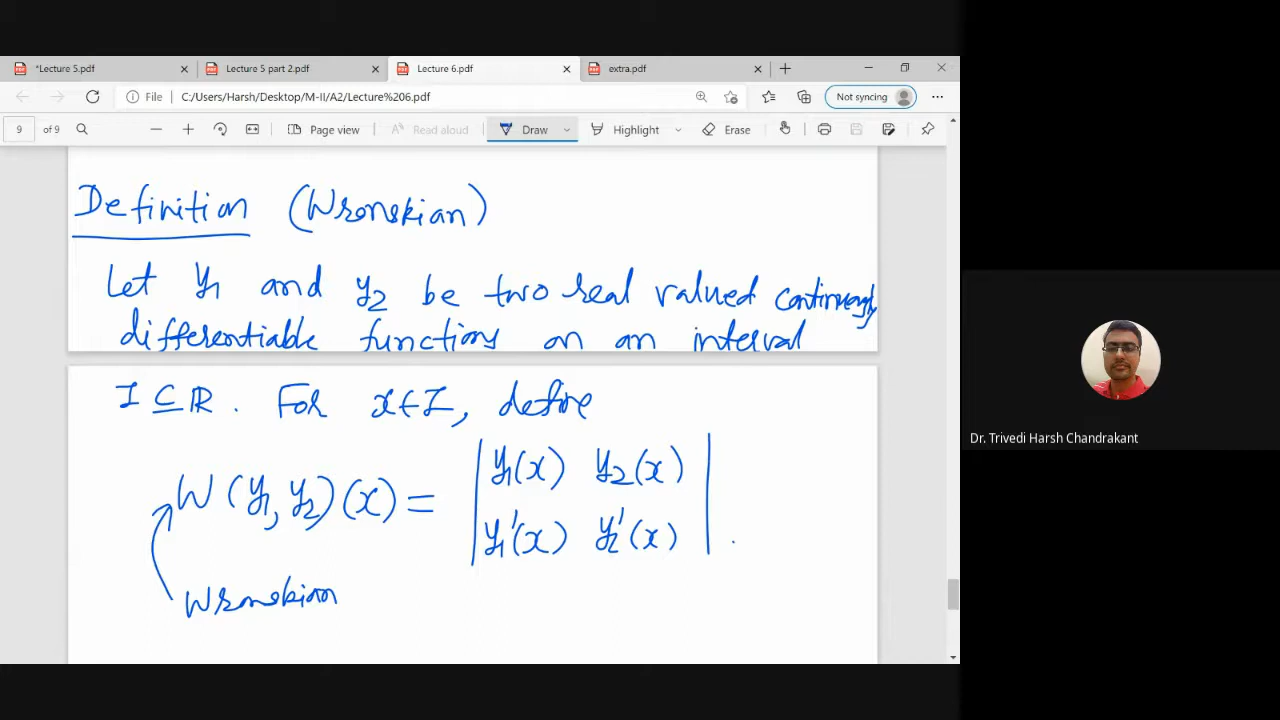 *Lecture 5.pdf
Lecture 5 part 2.pdf
Lecture 6.pdf
extra.pdf
File
C:/Users/Harsh/Desktop/M-II/A2/Lecture%206.pdf
Not syncing
9 of 9
Page view
Read aloud
Draw
Highlight
Erase
Definition (Wronskian)
Let y₁ and y₂ be two real valued continuously
differentiable functions on an interval
I ⊆ ℝ. For x∈I, define
W(y₁, y₂)(x) = | y₁(x) y₂(x) |
| y₁'(x) y₂'(x) | .
Wronskian
Dr. Trivedi Harsh Chandrakant